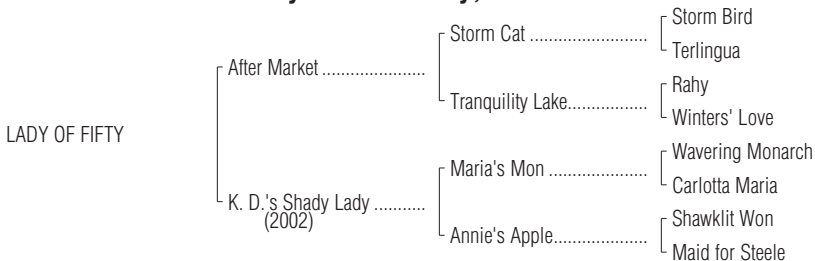 Storm Bird
Storm Cat ..........................
Terlingua
After Market ......................
Rahy
Tranquility Lake.................
Winters' Love
LADY OF FIFTY
Wavering Monarch
Maria's Mon .....................
Carlotta Maria
K. D.'s Shady Lady ...........
(2002)
Shawklit Won
Annie's Apple....................
Maid for Steele